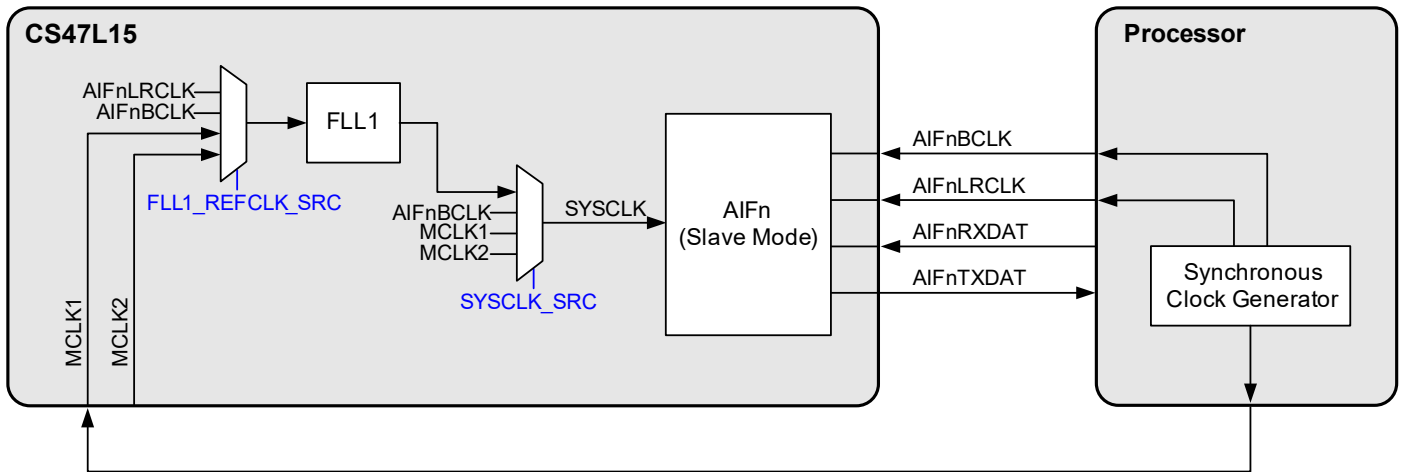 CS47L15
Processor
AIFnLRCLK
AIFnBCLK
FLL1
FLL1_REFCLK_SRC
AIFnBCLK
MCLK1
MCLK2
SYSCLK
SYSCLK_SRC
AIFn
(Slave Mode)
AIFnBCLK
AIFnLRCLK
AIFnRXDAT
AIFnTXDAT
Synchronous
Clock Generator
MCLK1
MCLK2